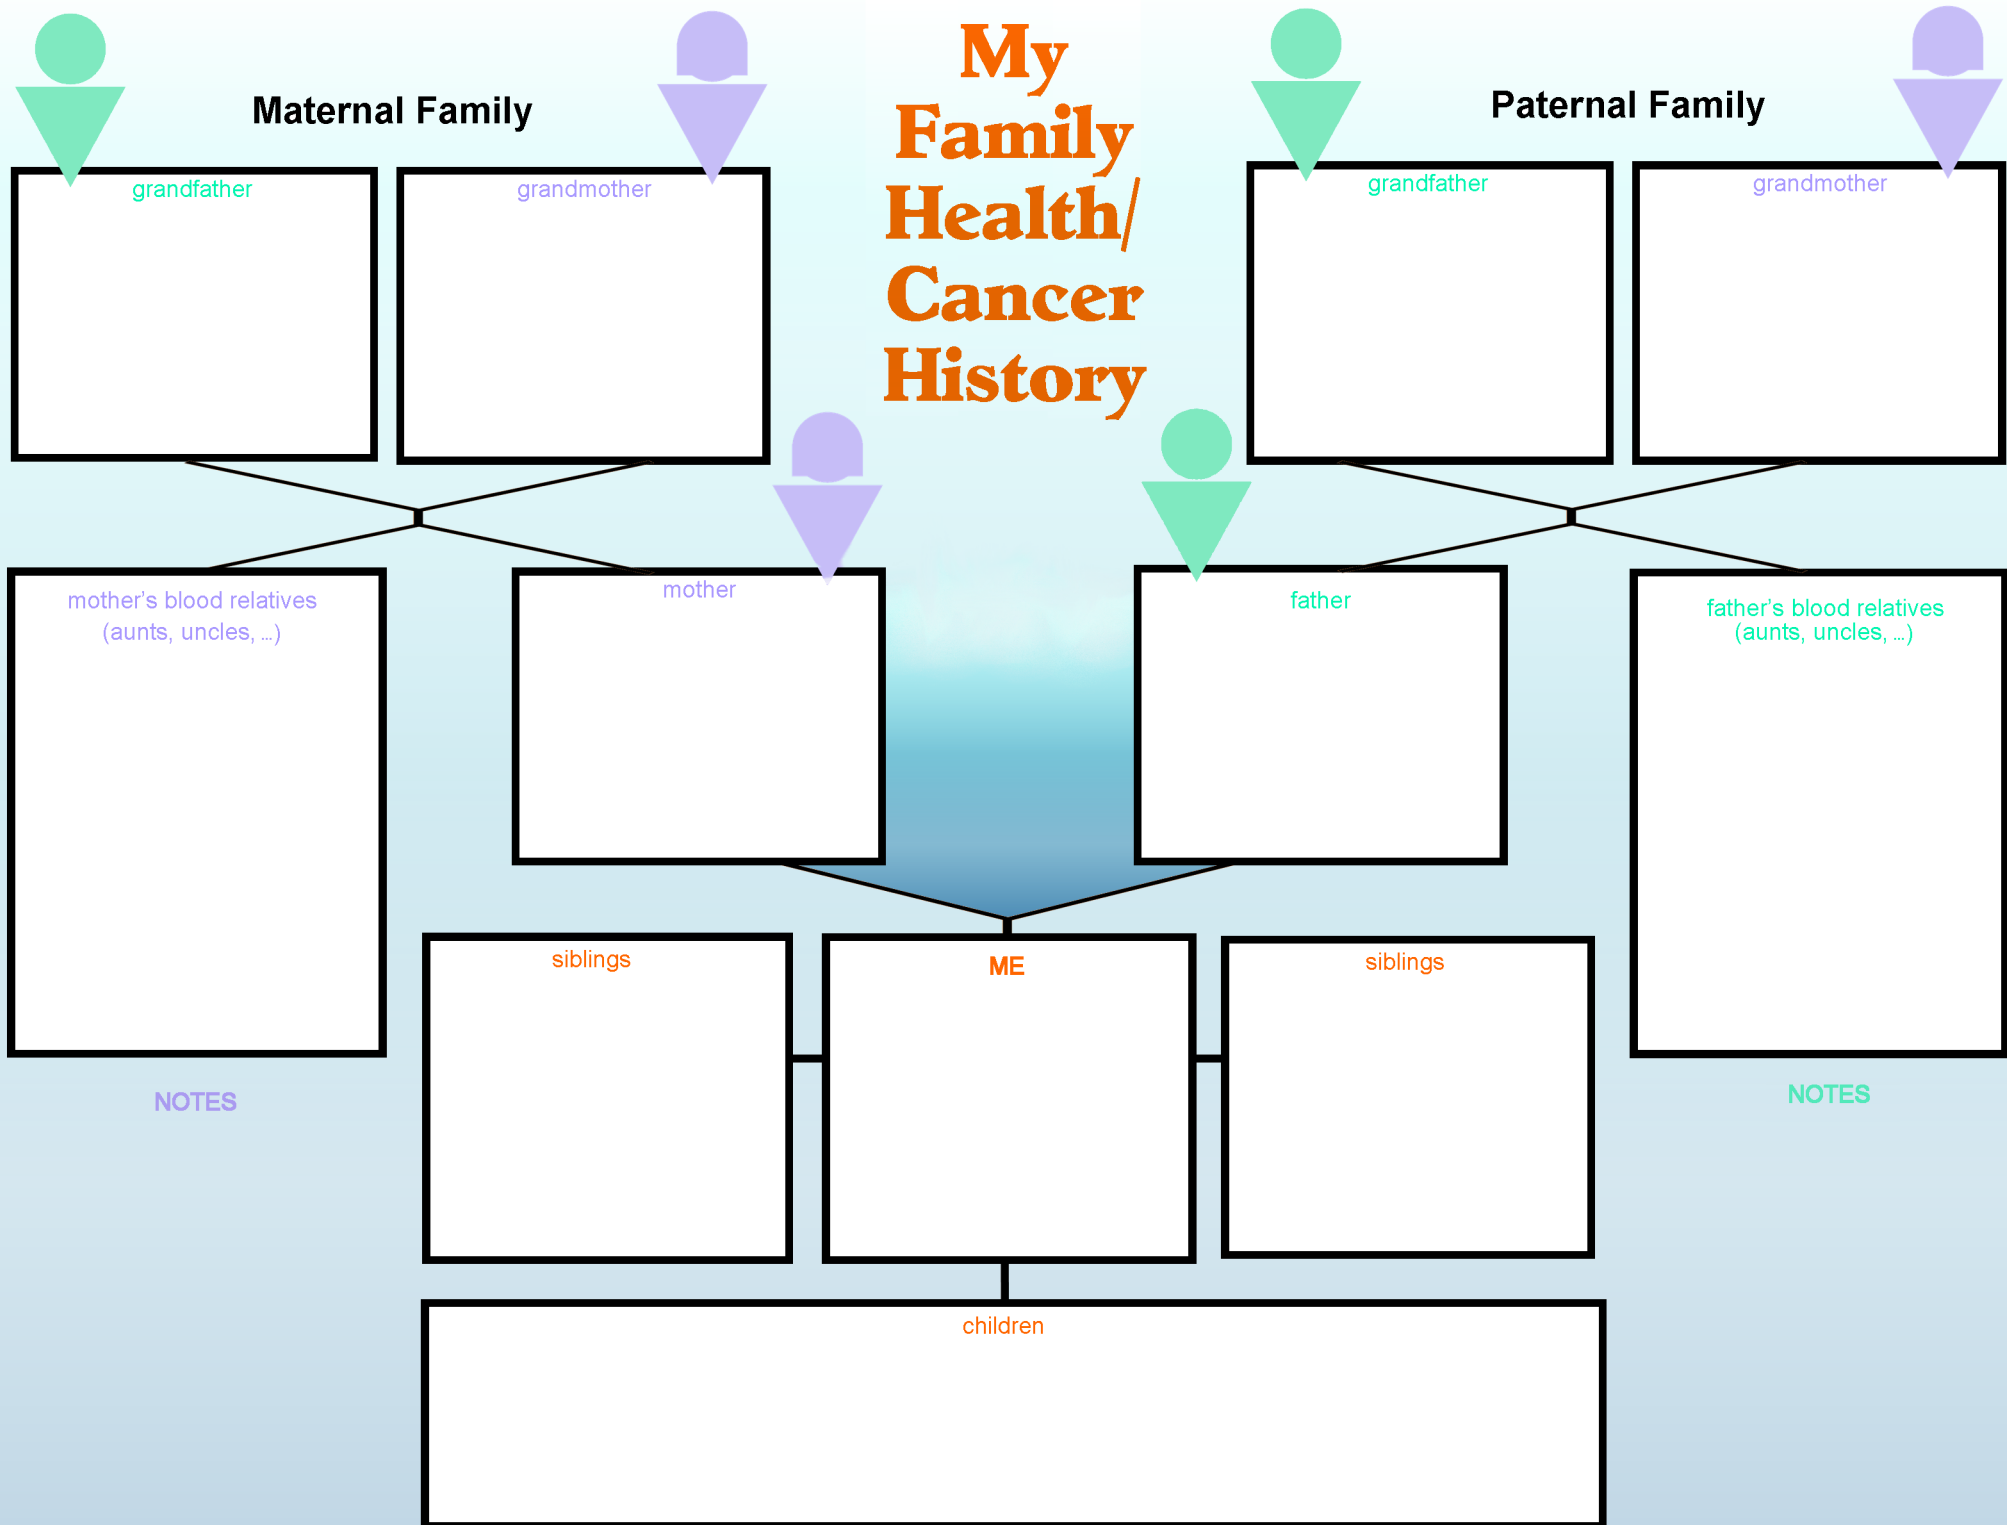 My
Family
Health/
Cancer
History
Maternal Family
Paternal Family
grandfather
grandmother
grandfather
grandmother
mother's blood relatives
(aunts, uncles, ...)
mother
father
father's blood relatives
(aunts, uncles, ...)
siblings
ME
siblings
NOTES
NOTES
children